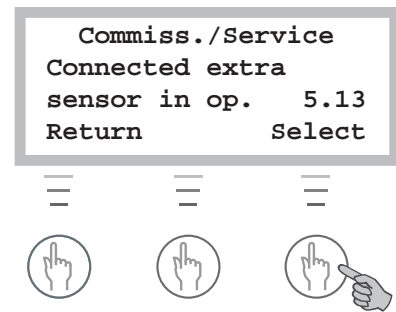 Commiss./Service
Connected extra
sensor in op. 5.13
Return Select